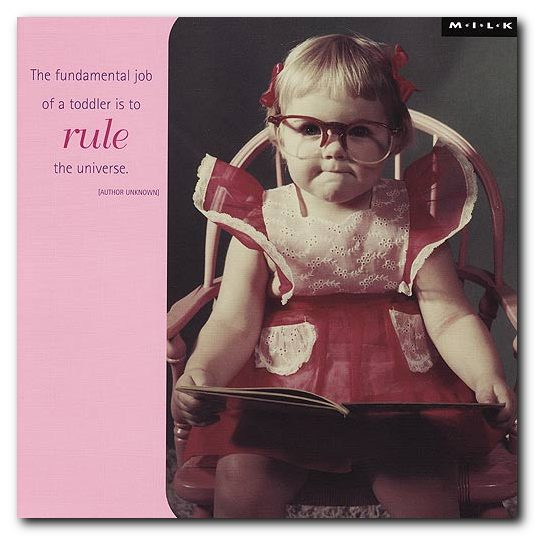 M·I·L·K
The fundamental job
of a toddler is to
rule
the universe.
[AUTHOR UNKNOWN]